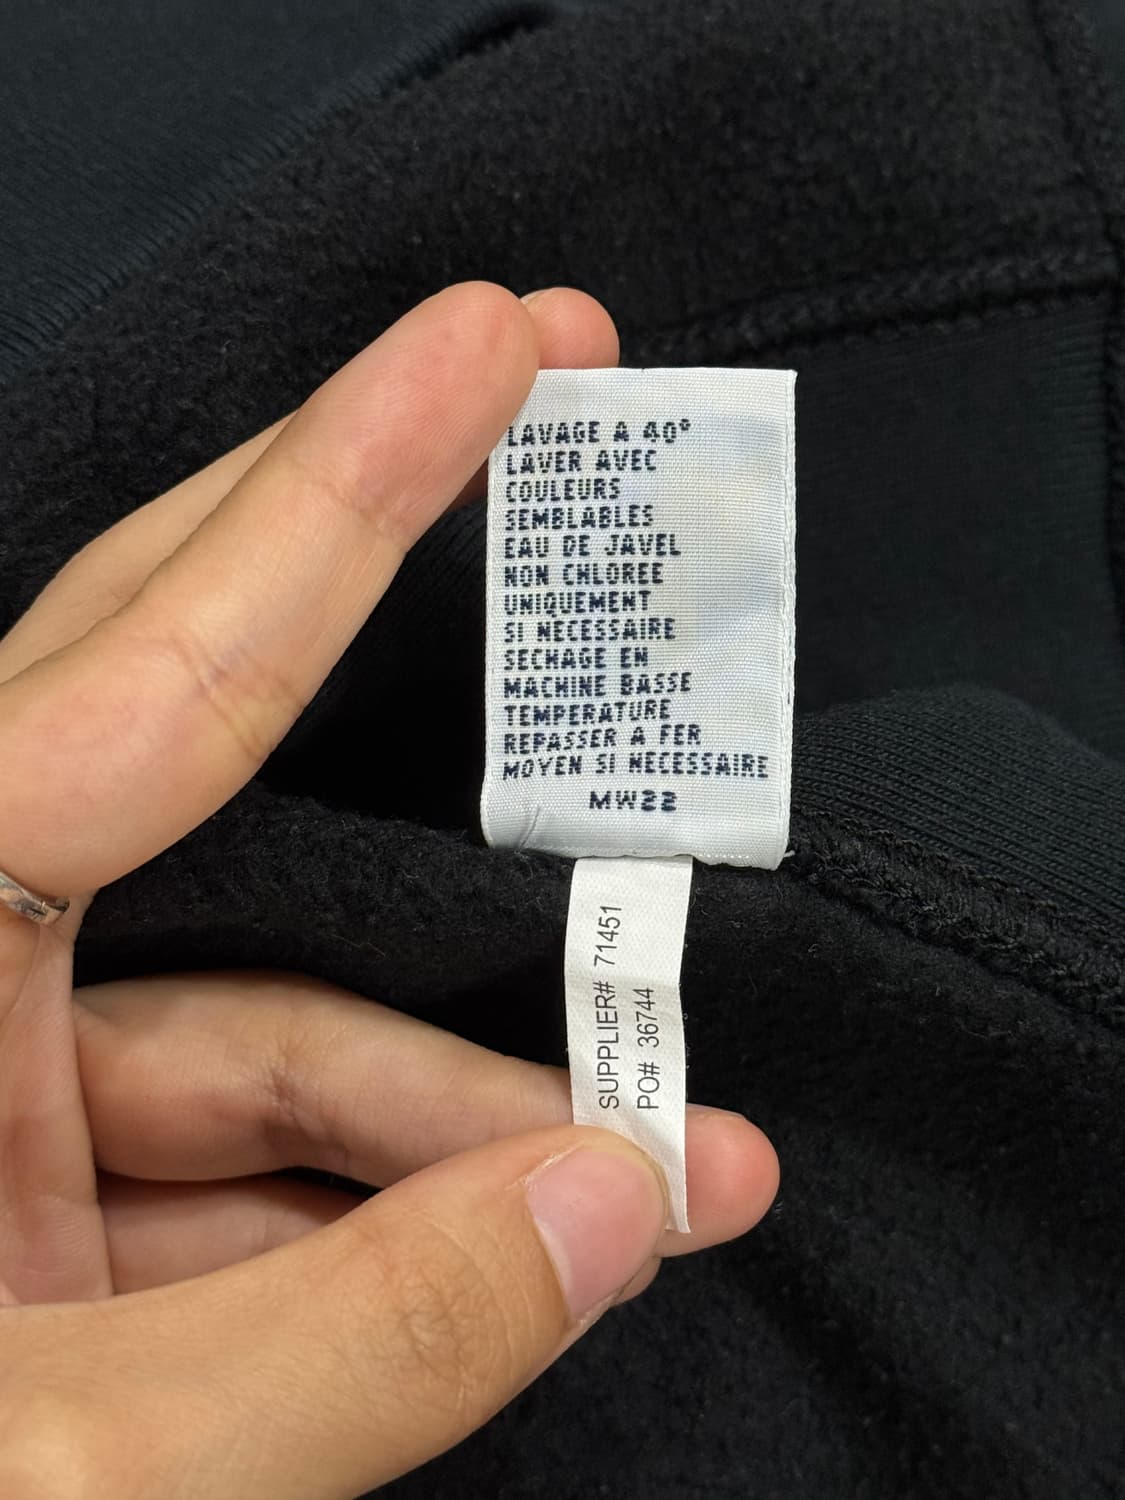 LAVAGE A 40°
LAVER AVEC
COULEURS
SEMBLABLES
EAU DE JAVEL
NON CHLOREE
UNIQUEMENT
SI NECESSAIRE
SECHAGE EN
MACHINE BASSE
TEMPERATURE
REPASSER A FER
MOYEN SI NECESSAIRE
MW22
SUPPLIER# 71451
PO# 36744